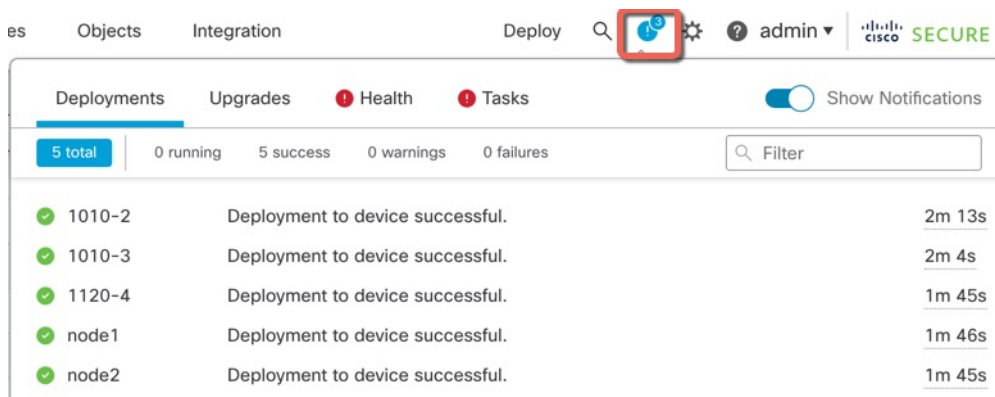 es Objects Integration Deploy 3 admin cisco SECURE
Deployments Upgrades Health Tasks Show Notifications
5 total 0 running 5 success 0 warnings 0 failures Filter
1010-2 Deployment to device successful. 2m 13s
1010-3 Deployment to device successful. 2m 4s
1120-4 Deployment to device successful. 1m 45s
node1 Deployment to device successful. 1m 46s
node2 Deployment to device successful. 1m 45s